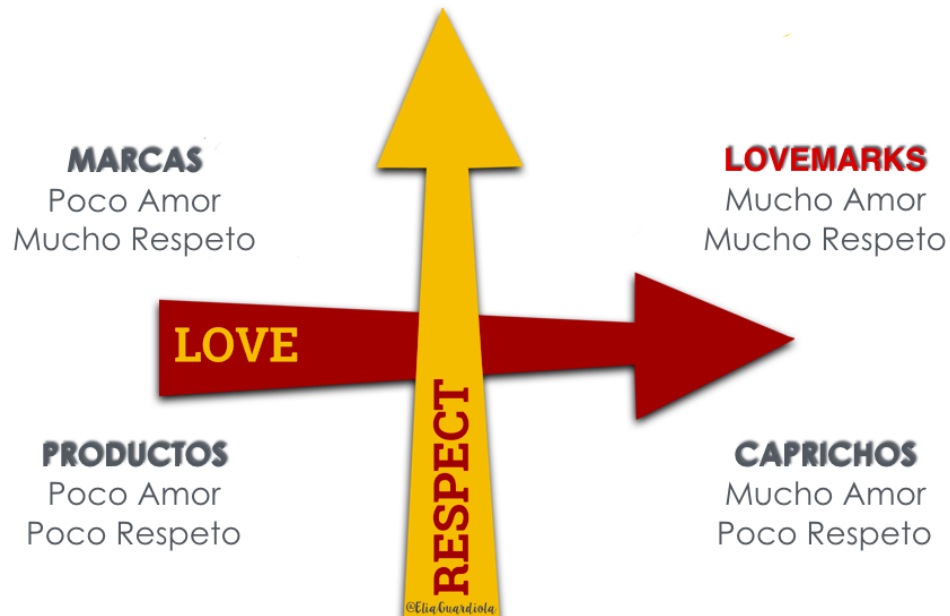 MARCAS
Poco Amor
Mucho Respeto
LOVEMARKS
Mucho Amor
Mucho Respeto
LOVE
RESPECT
PRODUCTOS
Poco Amor
Poco Respeto
CAPRICHOS
Mucho Amor
Poco Respeto
@EliaGuardiola